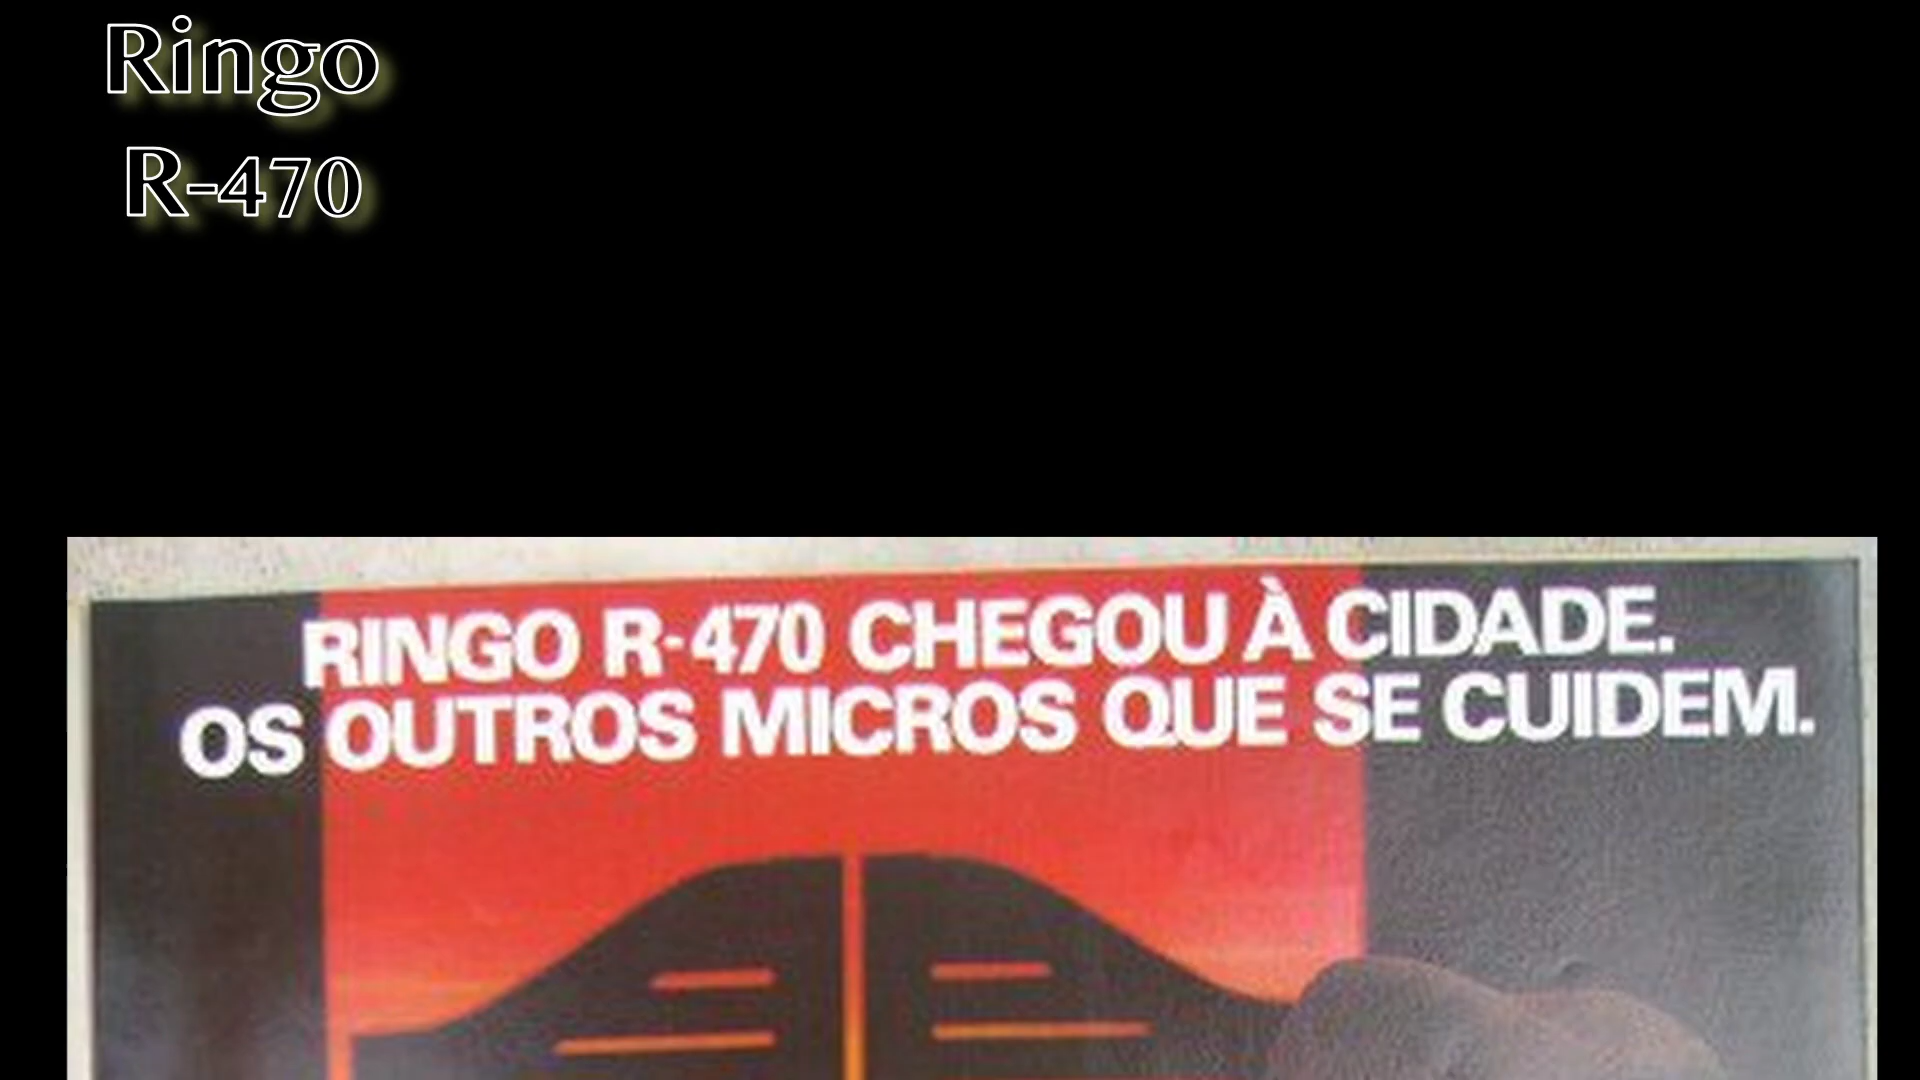 Ringo
R-470
RINGO R-470 CHEGOU À CIDADE.
OS OUTROS MICROS QUE SE CUIDEM.